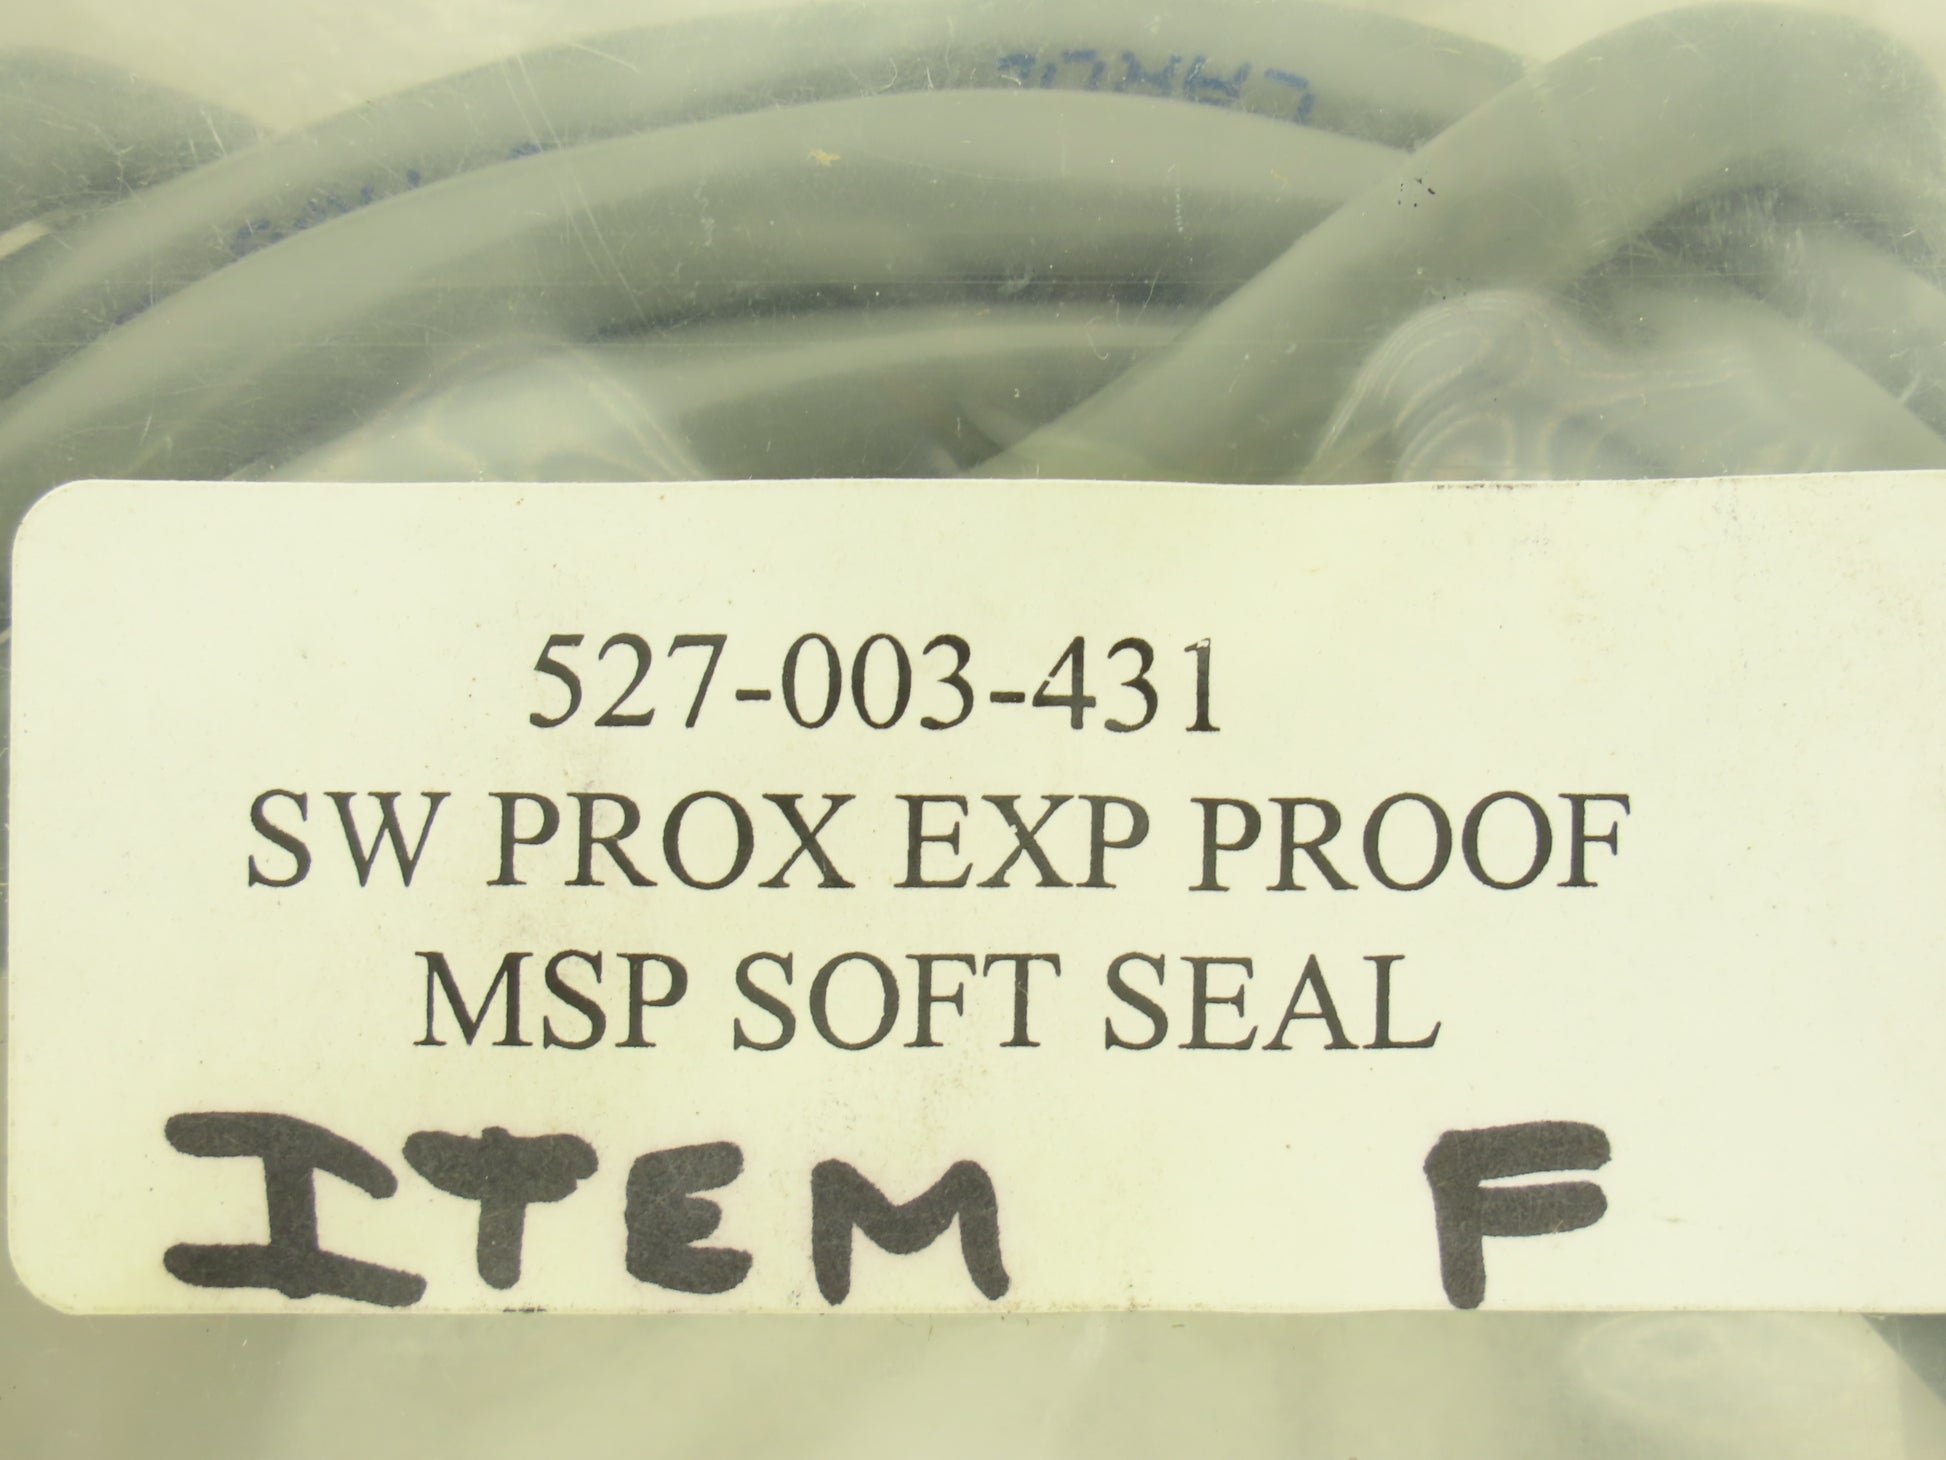 527-003-431
SW PROX EXP PROOF
MSP SOFT SEAL
ITEM F